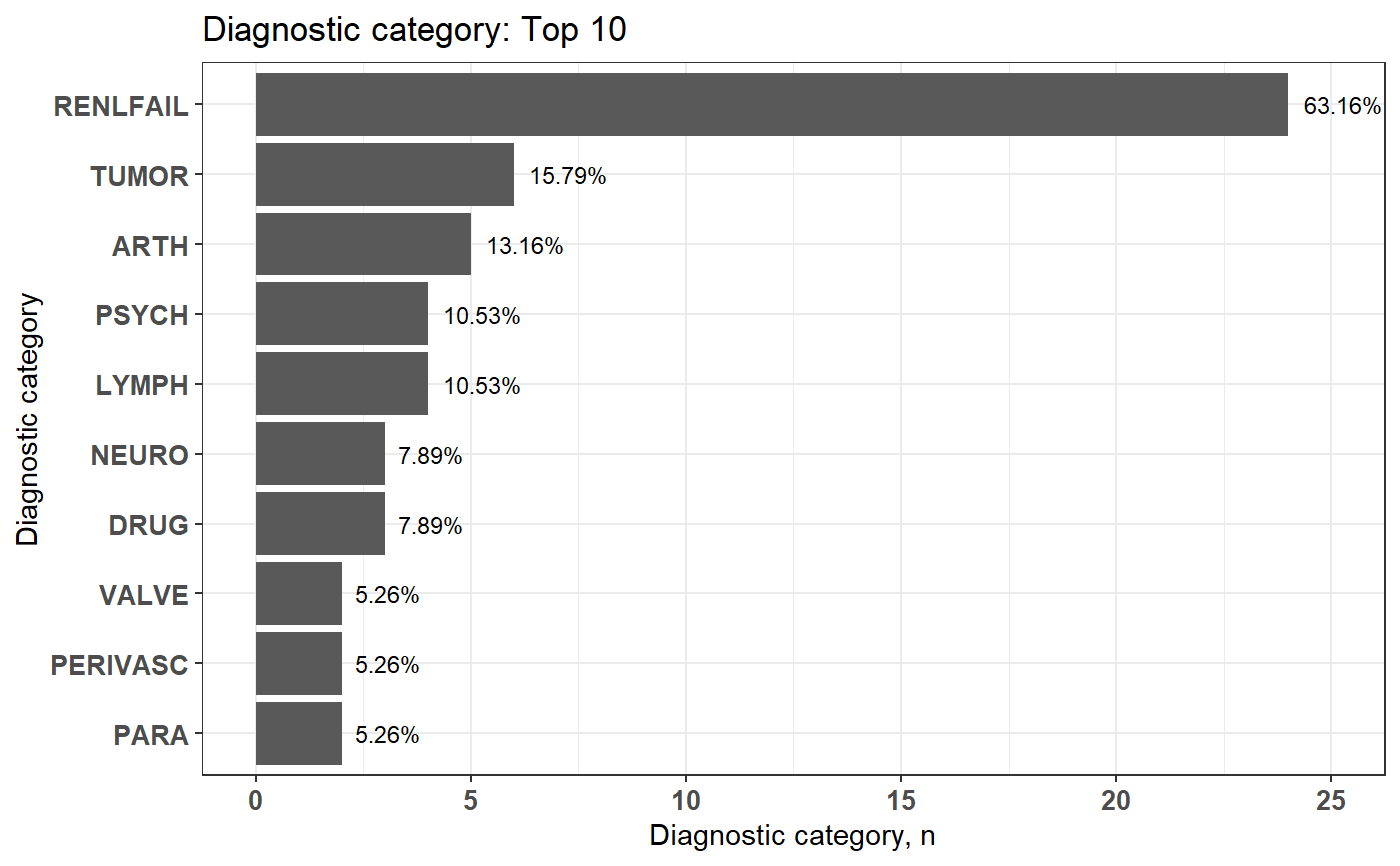 Diagnostic category: Top 10
RENLFAIL
63.16%
TUMOR
15.79%
ARTH
13.16%
PSYCH
10.53%
LYMPH
10.53%
NEURO
7.89%
DRUG
7.89%
VALVE
5.26%
PERIVASC
5.26%
PARA
5.26%
Diagnostic category
0 5 10 15 20 25
Diagnostic category, n